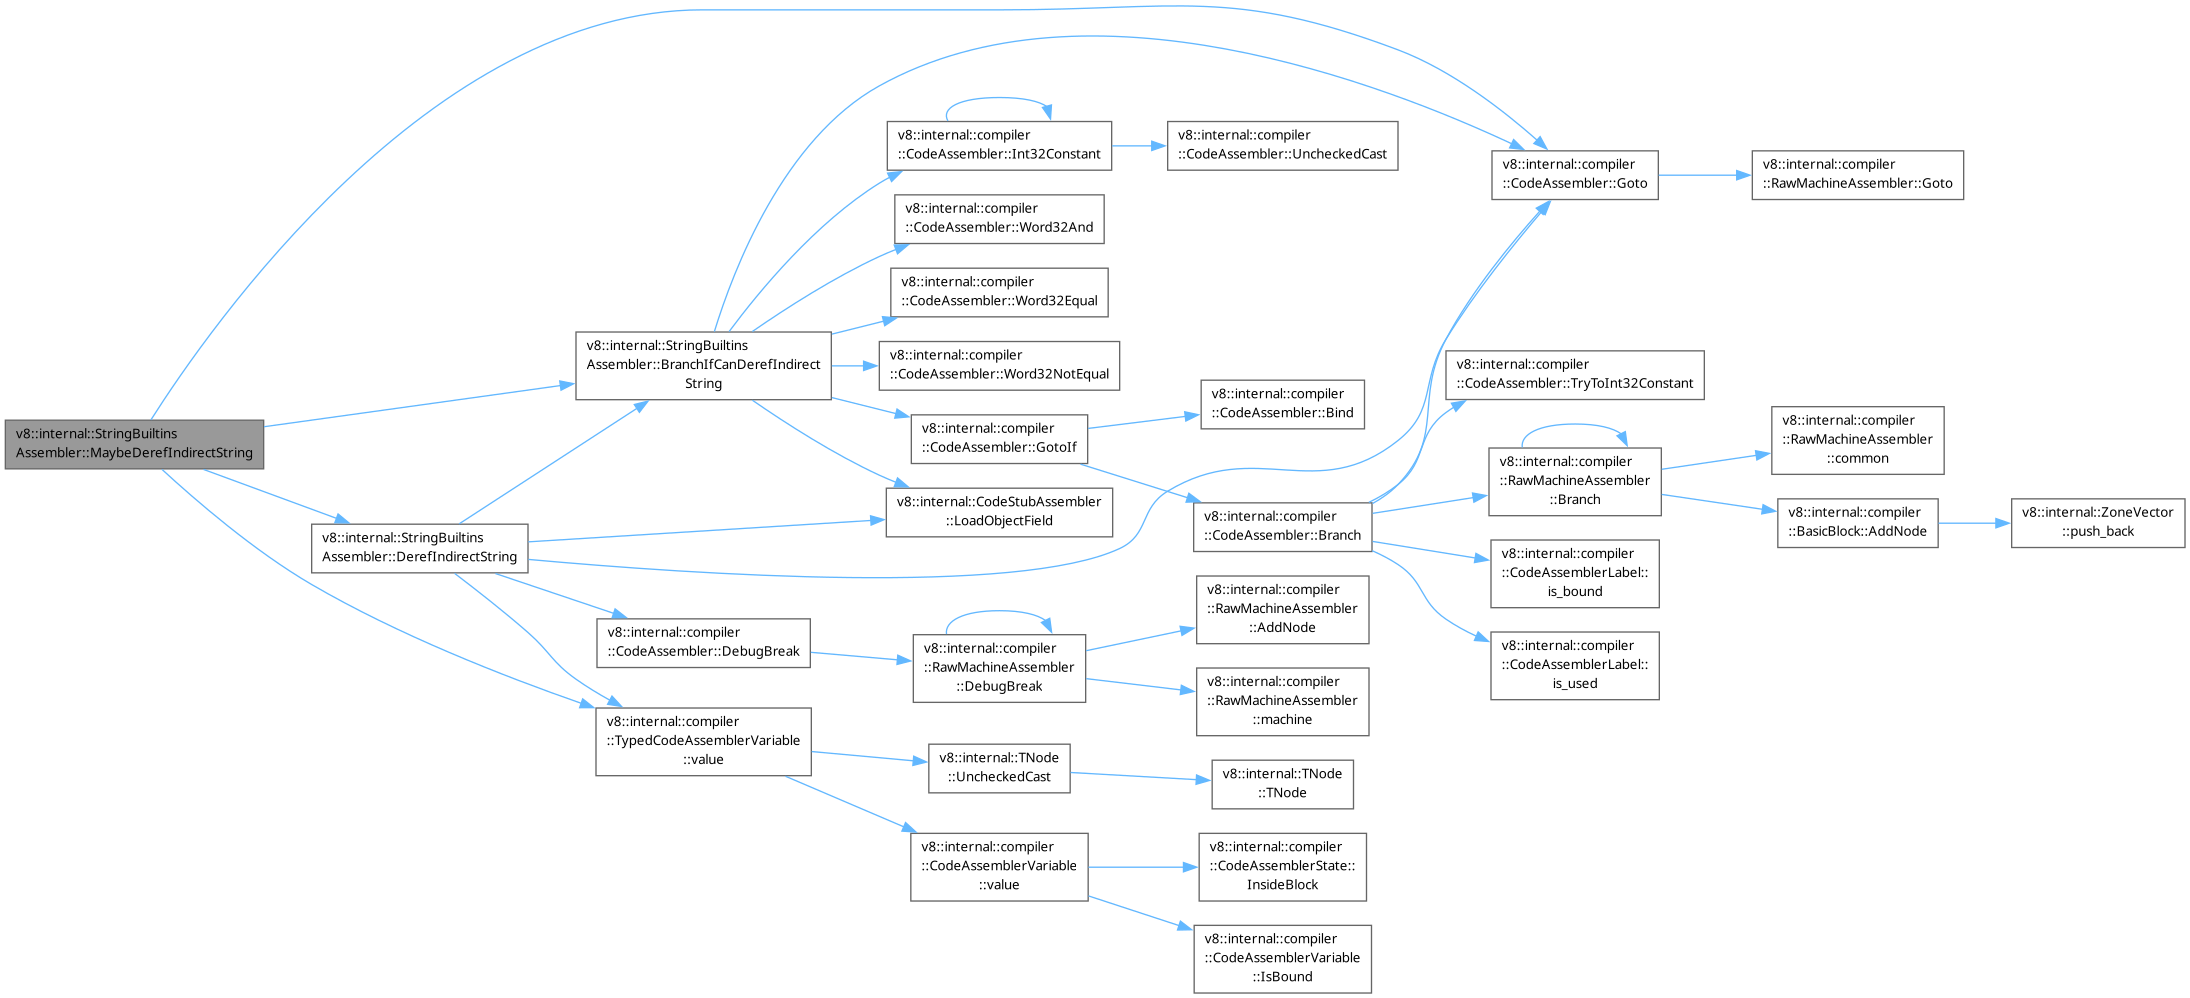 v8::internal::StringBuiltins
Assembler::MaybeDerefIndirectString
v8::internal::StringBuiltins
Assembler::DerefIndirectString
v8::internal::StringBuiltins
Assembler::BranchIfCanDerefIndirect
String
v8::internal::compiler
::CodeAssembler::DebugBreak
v8::internal::compiler
::TypedCodeAssemblerVariable
::value
v8::internal::compiler
::CodeAssembler::Int32Constant
v8::internal::compiler
::CodeAssembler::Word32And
v8::internal::compiler
::CodeAssembler::Word32Equal
v8::internal::compiler
::CodeAssembler::Word32NotEqual
v8::internal::compiler
::CodeAssembler::GotoIf
v8::internal::CodeStubAssembler
::LoadObjectField
v8::internal::compiler
::RawMachineAssembler
::DebugBreak
v8::internal::TNode
::UncheckedCast
v8::internal::compiler
::CodeAssemblerVariable
::value
v8::internal::compiler
::CodeAssembler::UncheckedCast
v8::internal::compiler
::CodeAssembler::Bind
v8::internal::compiler
::CodeAssembler::Branch
v8::internal::compiler
::RawMachineAssembler
::AddNode
v8::internal::compiler
::RawMachineAssembler
::machine
v8::internal::TNode
::TNode
v8::internal::compiler
::CodeAssemblerState::
InsideBlock
v8::internal::compiler
::CodeAssemblerVariable
::IsBound
v8::internal::compiler
::CodeAssembler::Goto
v8::internal::compiler
::CodeAssembler::TryToInt32Constant
v8::internal::compiler
::RawMachineAssembler
::Branch
v8::internal::compiler
::CodeAssemblerLabel::
is_bound
v8::internal::compiler
::CodeAssemblerLabel::
is_used
v8::internal::compiler
::RawMachineAssembler::Goto
v8::internal::compiler
::RawMachineAssembler
::common
v8::internal::compiler
::BasicBlock::AddNode
v8::internal::ZoneVector
::push_back